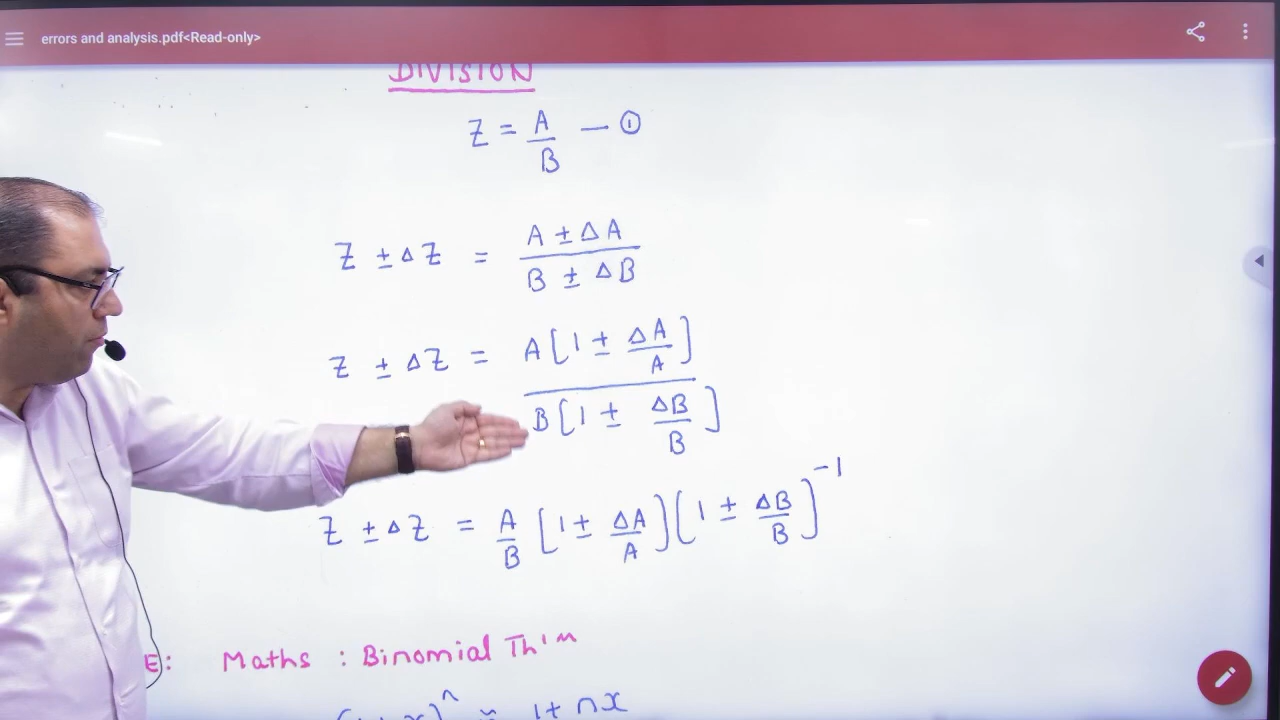 errors and analysis.pdf<Read-only>
DIVISION
Z = A/B — ①
Z ± ΔZ = A ± ΔA / B ± ΔB
Z ± ΔZ = A[1 ± ΔA/A] / B[1 ± ΔB/B]
Z ± ΔZ = A/B [1 ± ΔA/A] [1 ± ΔB/B]⁻¹
E: Maths : Binomial Th'm
x)ⁿ ≈ 1 + nx